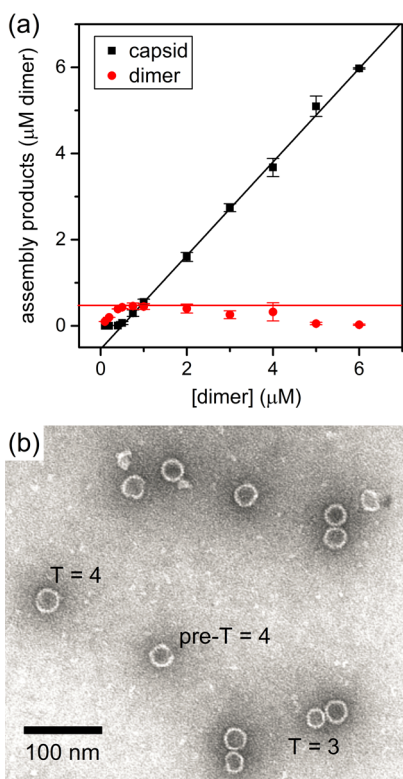 (a)
capsid
dimer
assembly products (µM dimer)
6
4
2
0
0 2 4 6
[dimer] (µM)
(b)
T = 4
pre-T = 4
T = 3
100 nm